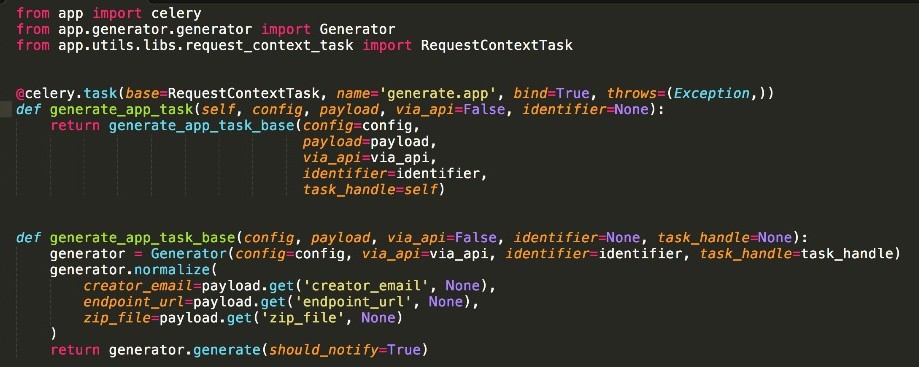 from app import celery
from app.generator.generator import Generator
from app.utils.libs.request_context_task import RequestContextTask
@celery.task(base=RequestContextTask, name='generate.app', bind=True, throws=(Exception,))
def generate_app_task(self, config, payload, via_api=False, identifier=None):
    return generate_app_task_base(config=config,
                                  payload=payload,
                                  via_api=via_api,
                                  identifier=identifier,
                                  task_handle=self)
def generate_app_task_base(config, payload, via_api=False, identifier=None, task_handle=None):
    generator = Generator(config=config, via_api=via_api, identifier=identifier, task_handle=task_handle)
    generator.normalize(
        creator_email=payload.get('creator_email', None),
        endpoint_url=payload.get('endpoint_url', None),
        zip_file=payload.get('zip_file', None)
    )
    return generator.generate(should_notify=True)